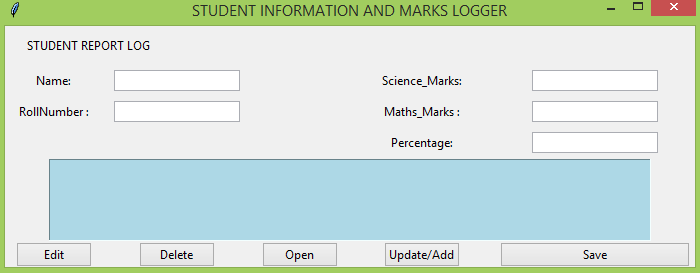 STUDENT INFORMATION AND MARKS LOGGER
STUDENT REPORT LOG
Name: Science_Marks:
RollNumber : Maths_Marks :
Percentage:
Edit Delete Open Update/Add Save